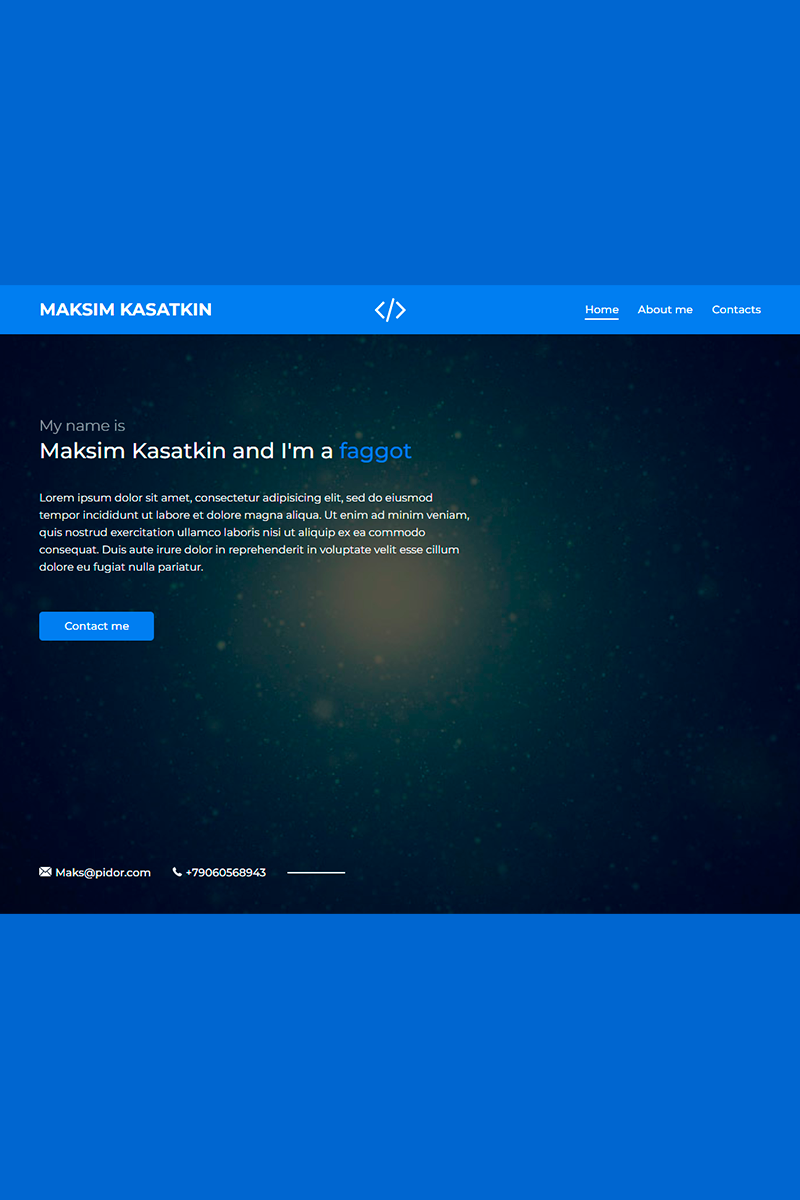 MAKSIM KASATKIN
</>
Home About me Contacts
My name is
Maksim Kasatkin and I'm a faggot
Lorem ipsum dolor sit amet, consectetur adipisicing elit, sed do eiusmod
tempor incididunt ut labore et dolore magna aliqua. Ut enim ad minim veniam,
quis nostrud exercitation ullamco laboris nisi ut aliquip ex ea commodo
consequat. Duis aute irure dolor in reprehenderit in voluptate velit esse cillum
dolore eu fugiat nulla pariatur.
Contact me
Maks@pidor.com +79060568943